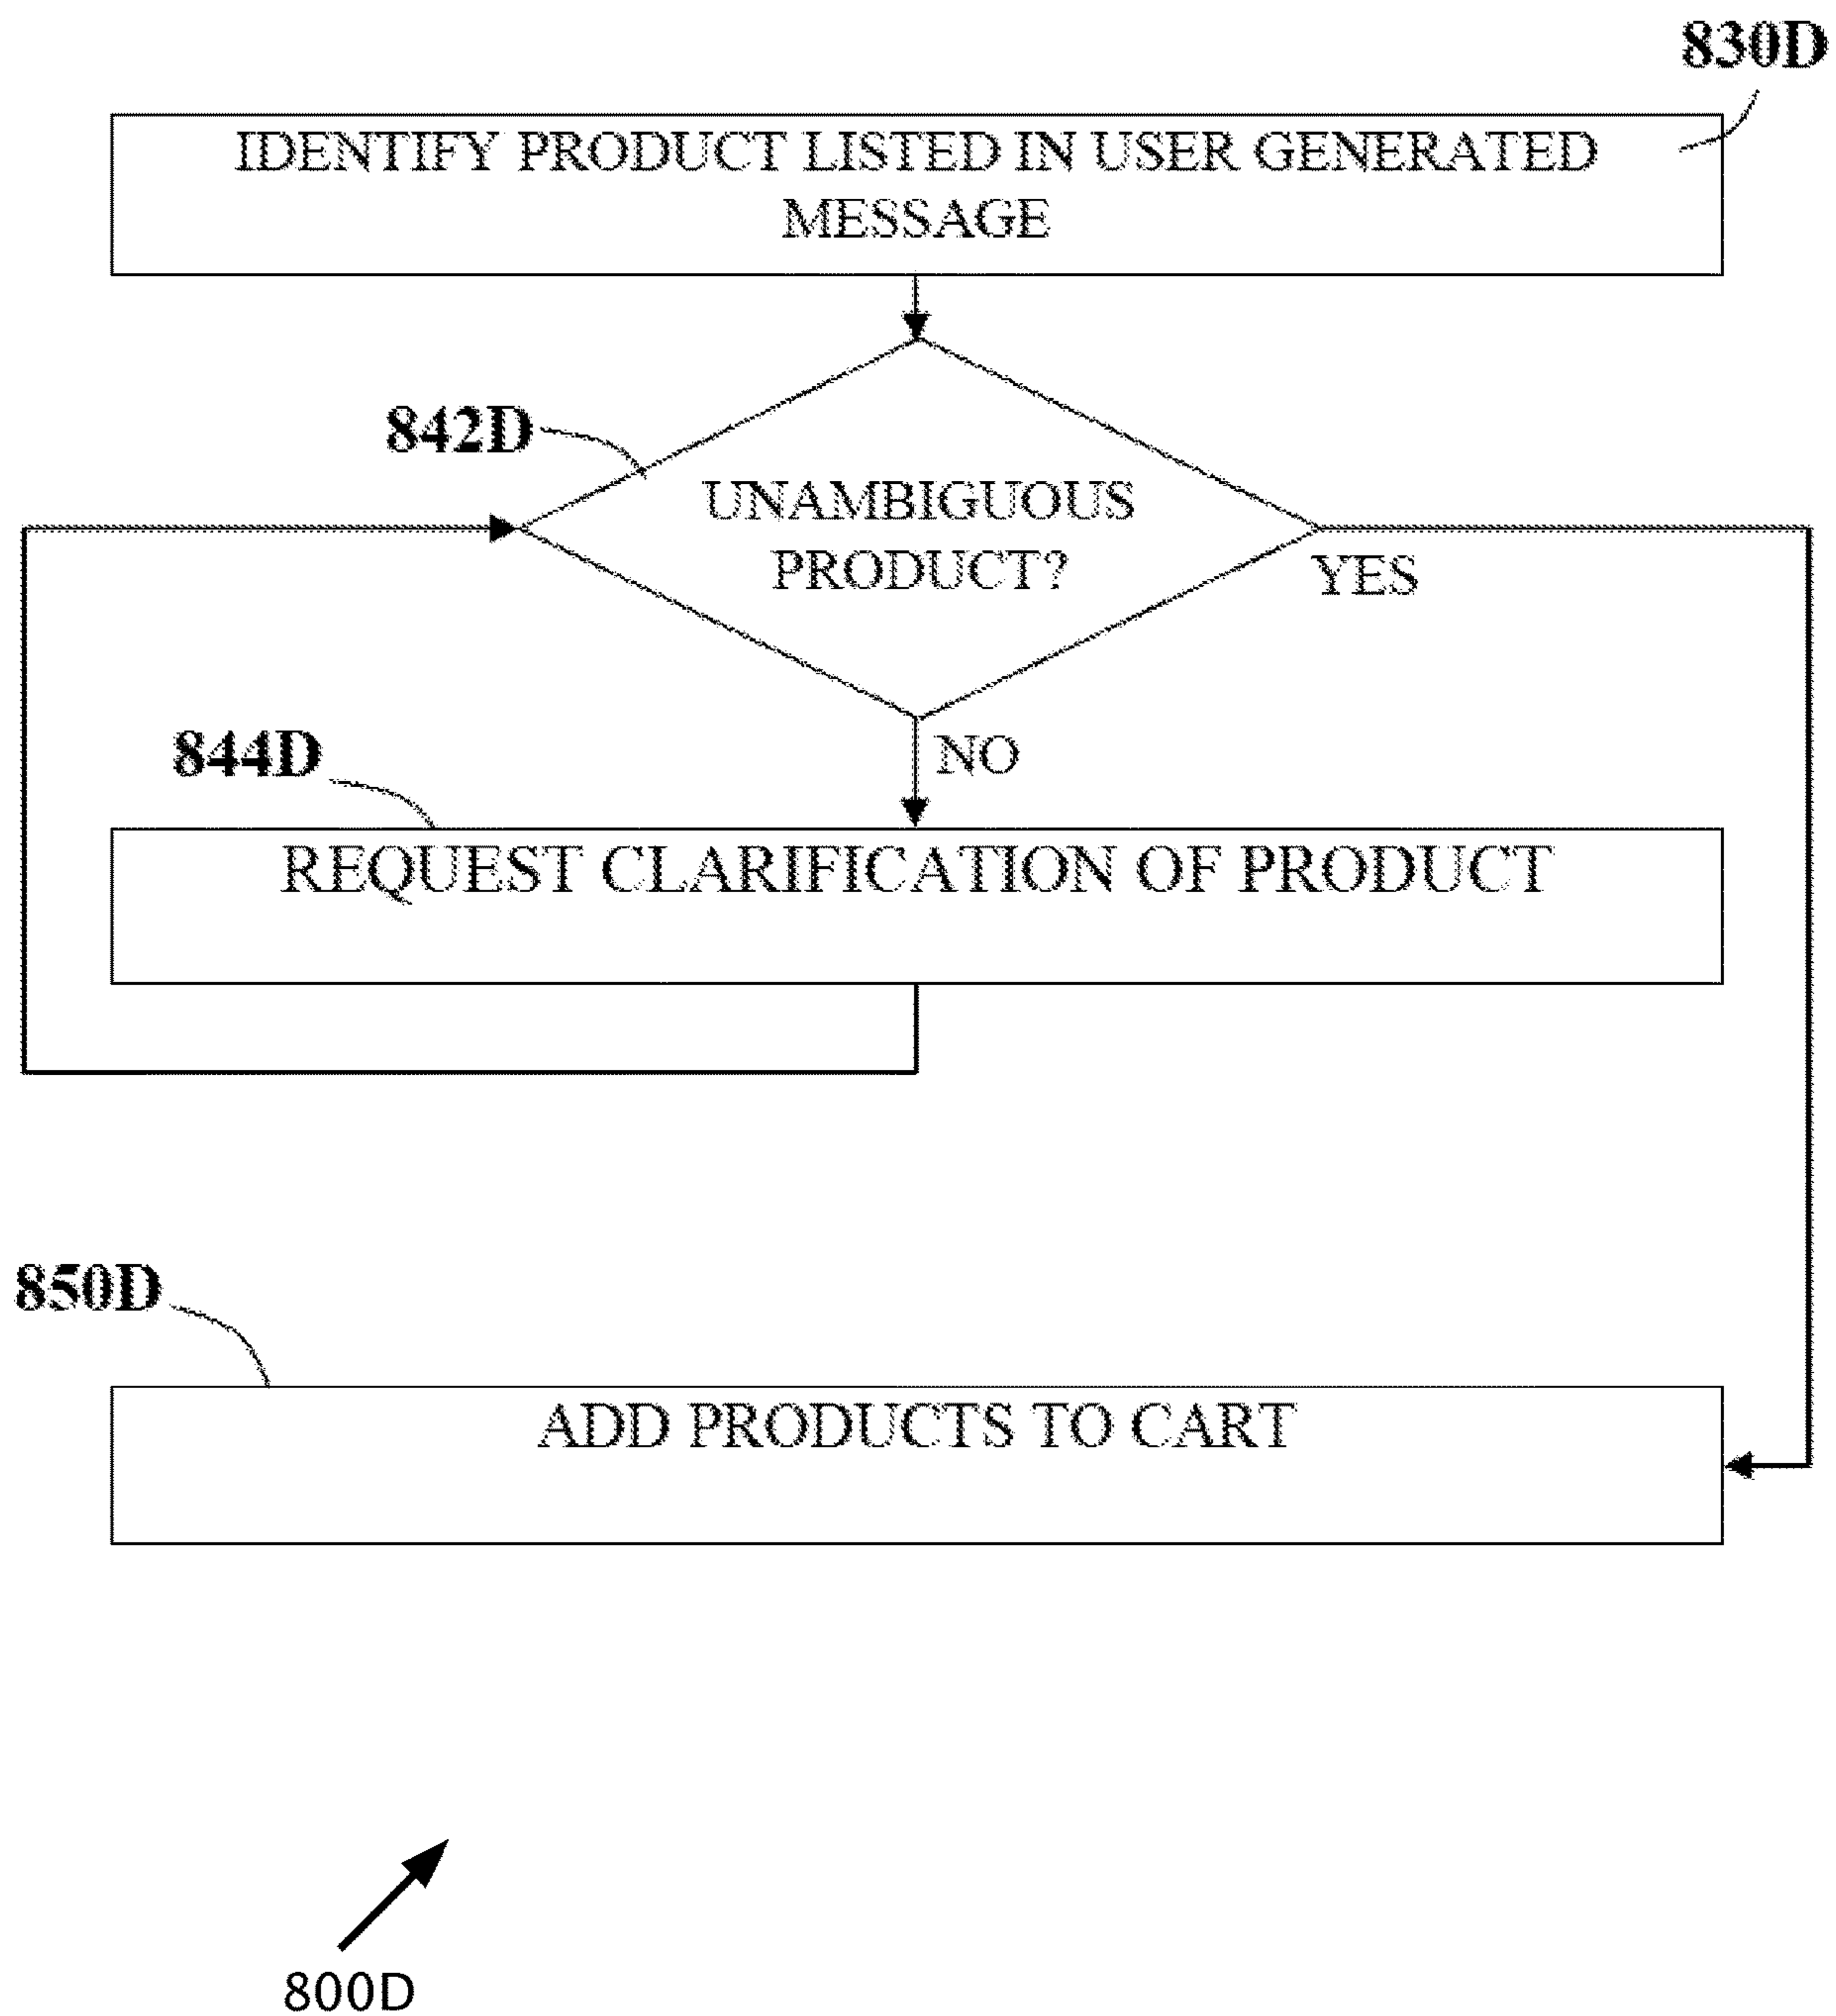 830D
IDENTIFY PRODUCT LISTED IN USER GENERATED
MESSAGE
842D
UNAMBIGUOUS
PRODUCT?
YES
844D
NO
REQUEST CLARIFICATION OF PRODUCT
850D
ADD PRODUCTS TO CART
800D